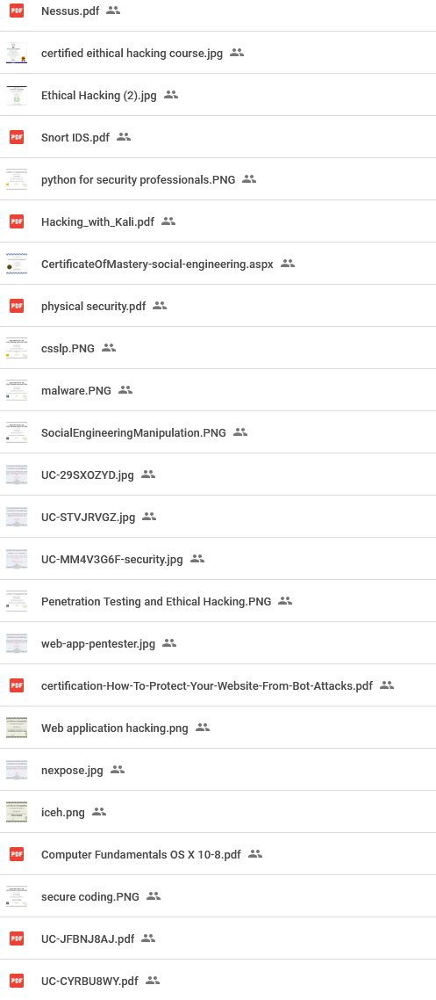 PDF Nessus.pdf
certified eithical hacking course.jpg
Ethical Hacking (2).jpg
PDF Snort IDS.pdf
python for security professionals.PNG
PDF Hacking_with_Kali.pdf
CertificateOfMastery-social-engineering.aspx
PDF physical security.pdf
csslp.PNG
malware.PNG
SocialEngineeringManipulation.PNG
UC-29SXOZYD.jpg
UC-STVJRVGZ.jpg
UC-MM4V3G6F-security.jpg
Penetration Testing and Ethical Hacking.PNG
web-app-pentester.jpg
PDF certification-How-To-Protect-Your-Website-From-Bot-Attacks.pdf
Web application hacking.png
nexpose.jpg
iceh.png
PDF Computer Fundamentals OS X 10-8.pdf
secure coding.PNG
PDF UC-JFBNJ8AJ.pdf
PDF UC-CYRBU8WY.pdf